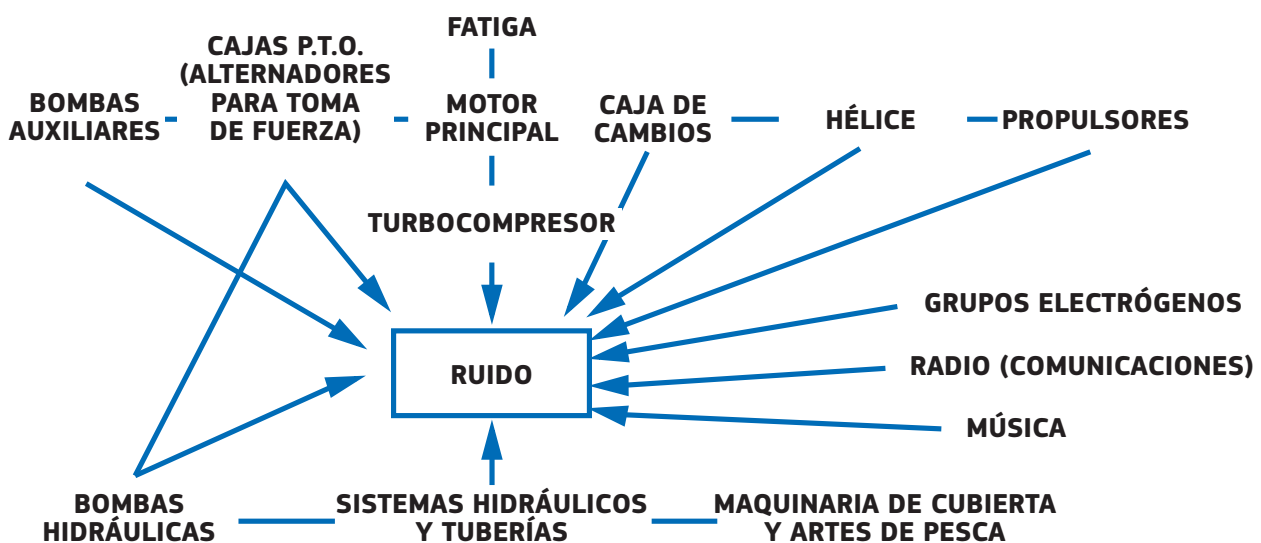 FATIGA
CAJAS P.T.O.
(ALTERNADORES
PARA TOMA
DE FUERZA)
BOMBAS
AUXILIARES
MOTOR
PRINCIPAL
CAJA DE
CAMBIOS
HÉLICE
PROPULSORES
TURBOCOMPRESOR
GRUPOS ELECTRÓGENOS
RUIDO
RADIO (COMUNICACIONES)
MÚSICA
BOMBAS
HIDRÁULICAS
SISTEMAS HIDRÁULICOS
Y TUBERÍAS
MAQUINARIA DE CUBIERTA
Y ARTES DE PESCA